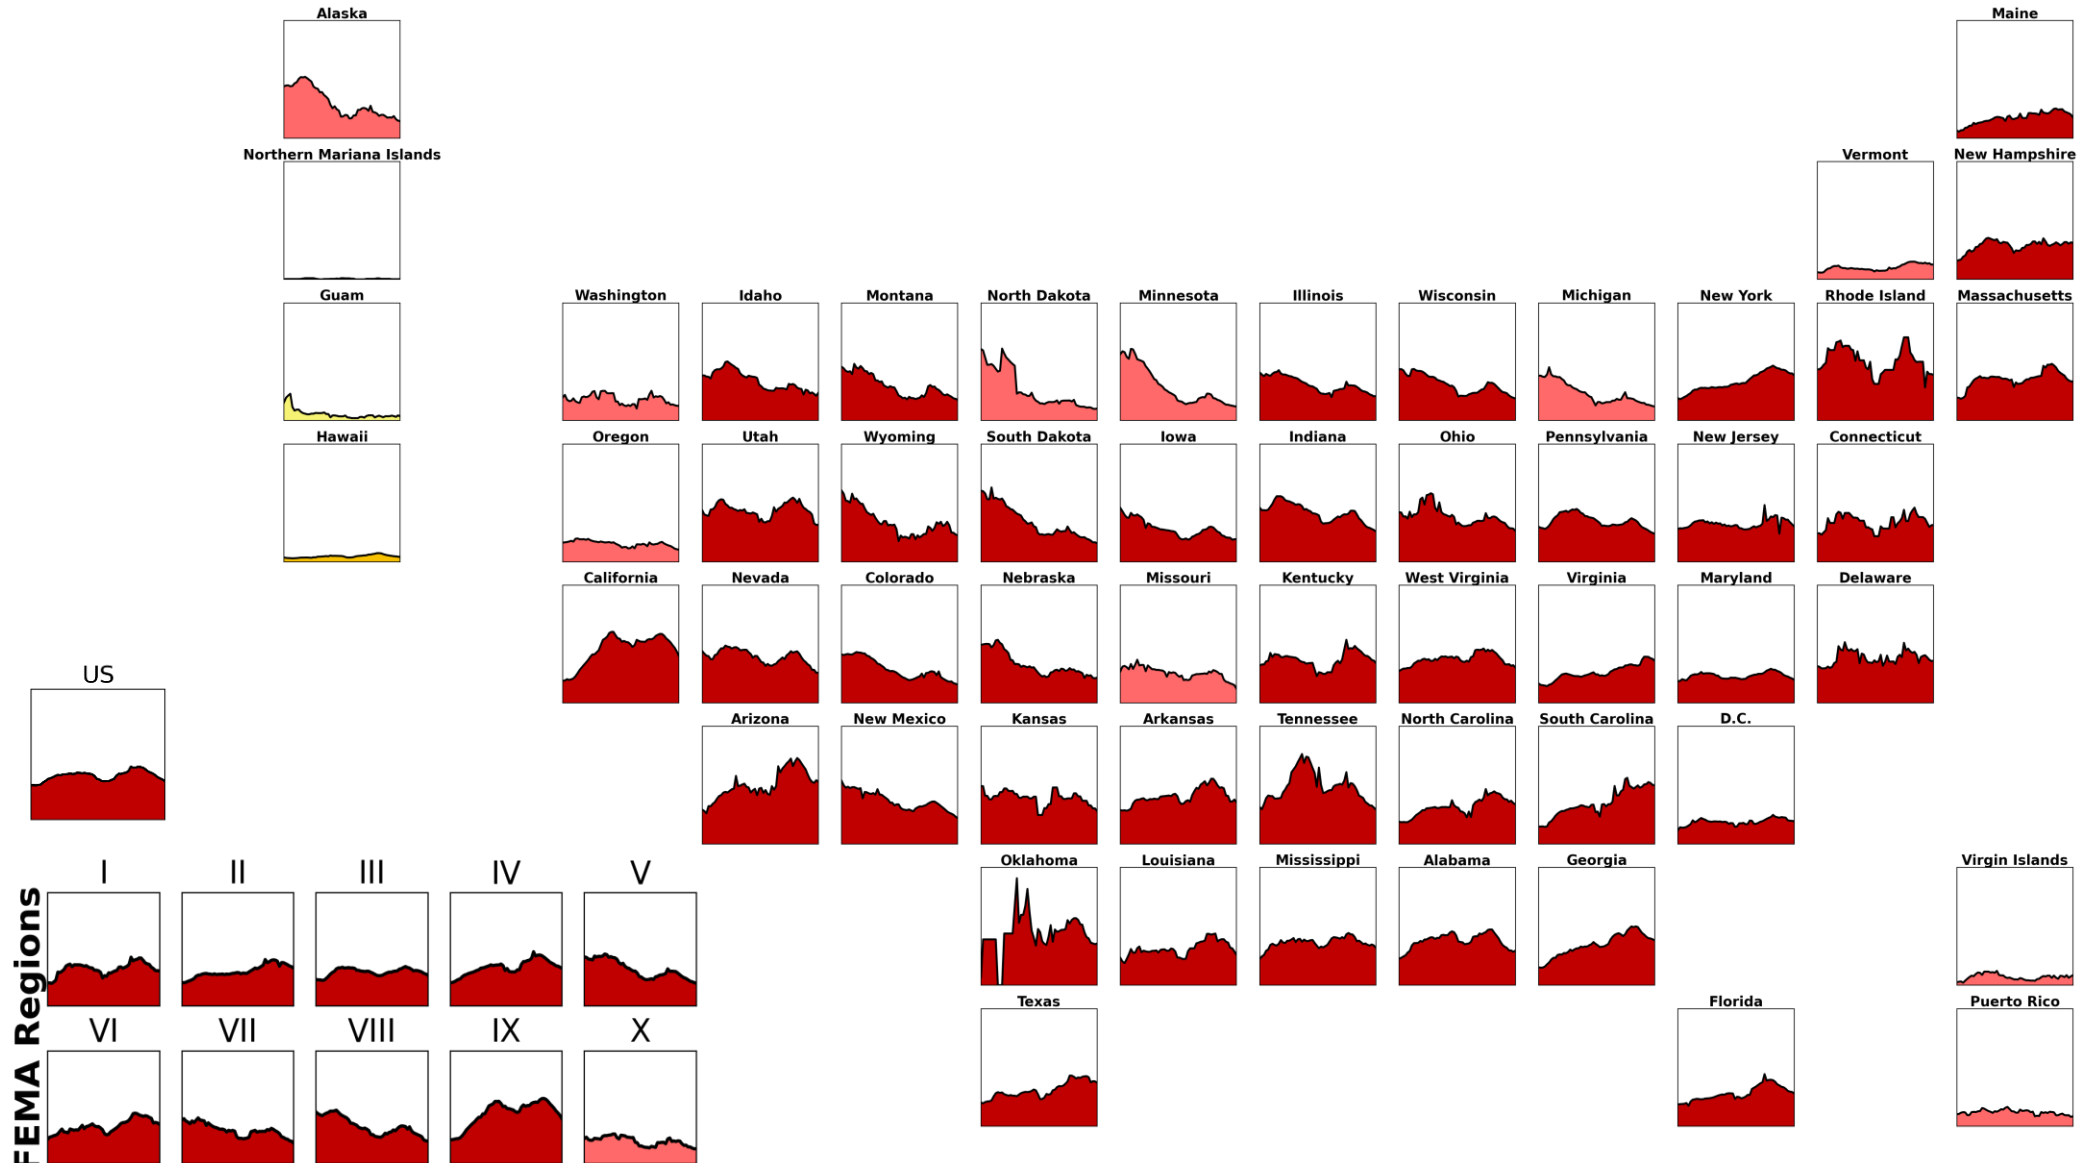 Alaska
Maine
Northern Mariana Islands
Vermont
New Hampshire
Guam
Washington
Idaho
Montana
North Dakota
Minnesota
Illinois
Wisconsin
Michigan
New York
Rhode Island
Massachusetts
Hawaii
Oregon
Utah
Wyoming
South Dakota
Iowa
Indiana
Ohio
Pennsylvania
New Jersey
Connecticut
California
Nevada
Colorado
Nebraska
Missouri
Kentucky
West Virginia
Virginia
Maryland
Delaware
US
Arizona
New Mexico
Kansas
Arkansas
Tennessee
North Carolina
South Carolina
D.C.
Oklahoma
Louisiana
Mississippi
Alabama
Georgia
Virgin Islands
FEMA Regions
I
II
III
IV
V
Texas
Florida
Puerto Rico
VI
VII
VIII
IX
X